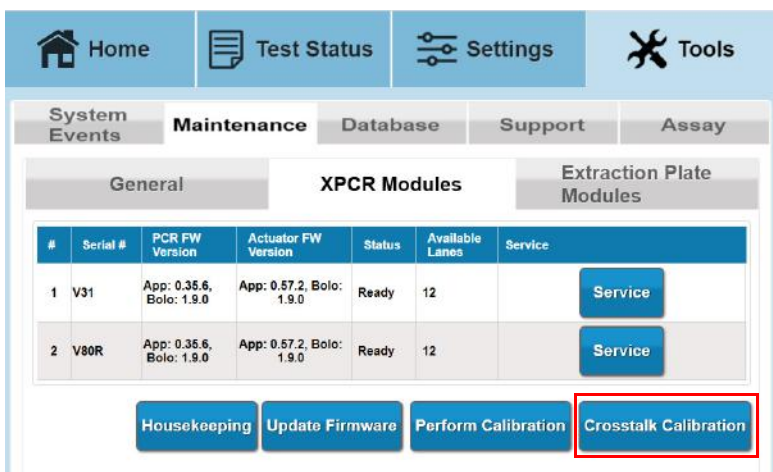 Home Test Status Settings Tools
System Events Maintenance Database Support Assay
General XPCR Modules Extraction Plate Modules
# Serial # PCR FW Version Actuator FW Version Status Available Lanes Service
1 V31 App: 0.35.6, Bolo: 1.9.0 App: 0.57.2, Bolo: 1.9.0 Ready 12 Service
2 V80R App: 0.35.6, Bolo: 1.9.0 App: 0.57.2, Bolo: 1.9.0 Ready 12 Service
Housekeeping Update Firmware Perform Calibration Crosstalk Calibration